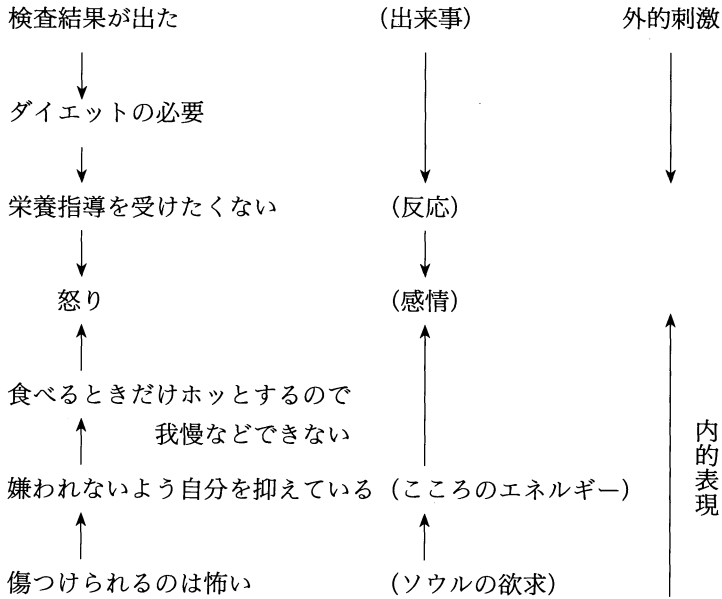 検査結果が出た （出来事） 外的刺激
ダイエットの必要
栄養指導を受けたくない （反応）
怒り （感情）
食べるときだけホッとするので
我慢などできない
内的表現
嫌われないよう自分を抑えている （こころのエネルギー）
傷つけられるのは怖い （ソウルの欲求）